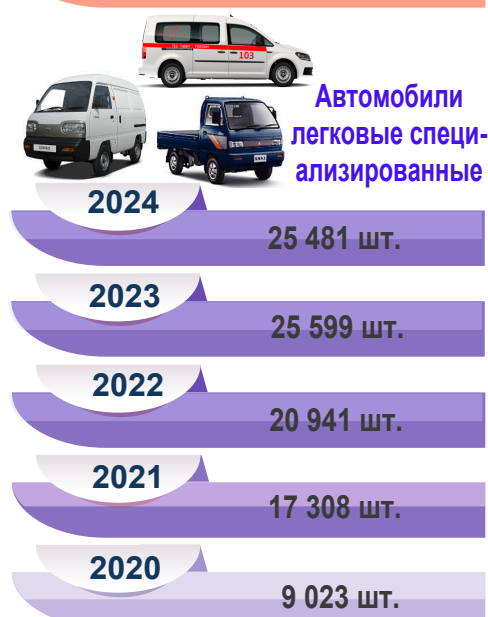 103
Автомобили
легковые специ-
ализированные
2024
25 481 шт.
2023
25 599 шт.
2022
20 941 шт.
2021
17 308 шт.
2020
9 023 шт.